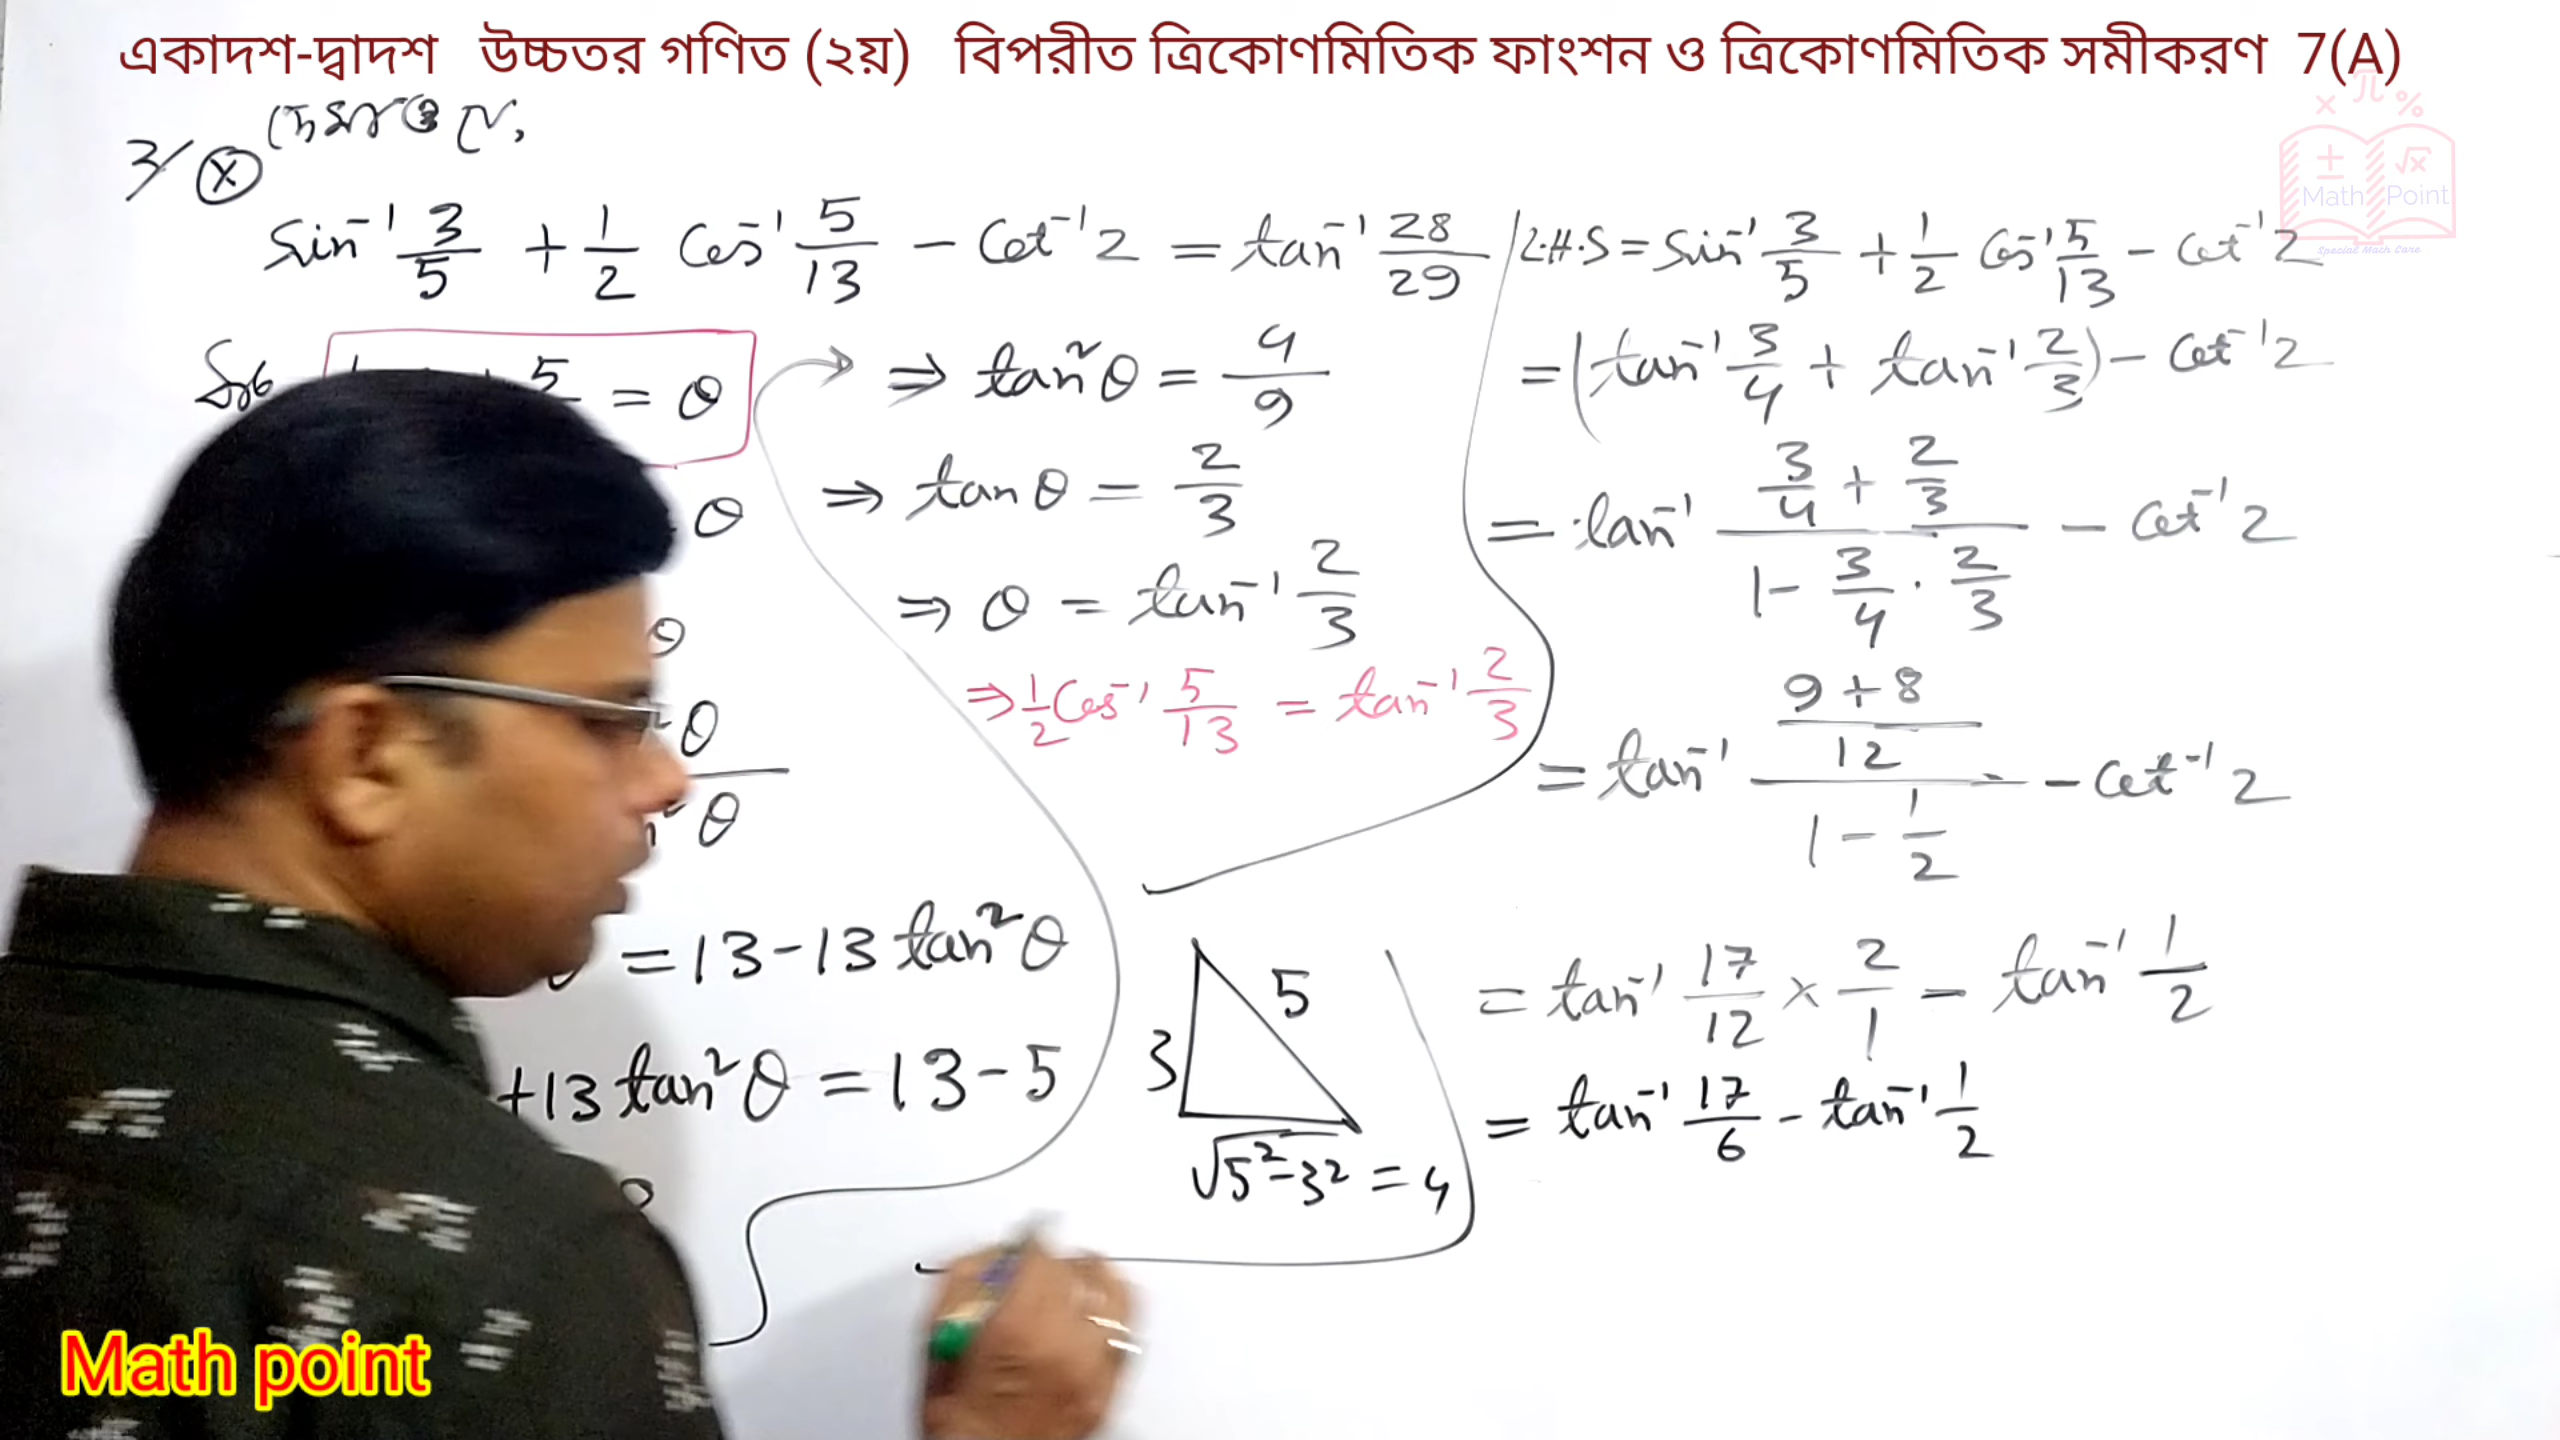 একাদশ-দ্বাদশ উচ্চতর গণিত (২য়) বিপরীত ত্রিকোণমিতিক ফাংশন ও ত্রিকোণমিতিক সমীকরণ 7(A)
3/ ⓧ দেখাও যে,
sin⁻¹ 3/5 + 1/2 cos⁻¹ 5/13 - cot⁻¹ 2 = tan⁻¹ 28/29
5 = θ
θ
θ
θ
θ
= 13-13 tan²θ
+13 tan²θ = 13-5
⇒ tan²θ = 4/9
⇒ tanθ = 2/3
⇒ θ = tan⁻¹ 2/3
⇒ 1/2 cos⁻¹ 5/13 = tan⁻¹ 2/3
5
3
√5²-3² = 4
L.H.S = sin⁻¹ 3/5 + 1/2 cos⁻¹ 5/13 - cot⁻¹ 2
= (tan⁻¹ 3/4 + tan⁻¹ 2/3) - cot⁻¹ 2
= tan⁻¹ (3/4 + 2/3)/(1 - 3/4 · 2/3) - cot⁻¹ 2
= tan⁻¹ ((9+8)/12)/(1 - 1/2) - cot⁻¹ 2
= tan⁻¹ 17/12 × 2/1 - tan⁻¹ 1/2
= tan⁻¹ 17/6 - tan⁻¹ 1/2
× π %
± √x
Math Point
Special Math Care
Math point